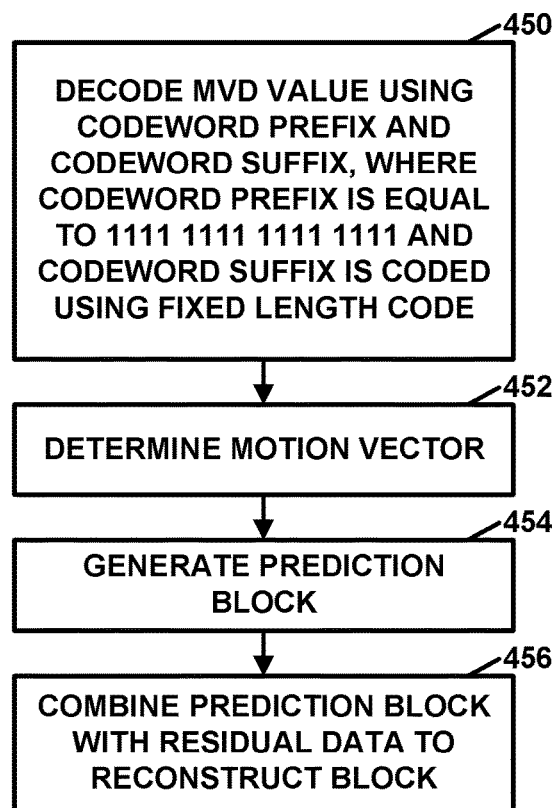 450
DECODE MVD VALUE USING
CODEWORD PREFIX AND
CODEWORD SUFFIX, WHERE
CODEWORD PREFIX IS EQUAL
TO 1111 1111 1111 1111 AND
CODEWORD SUFFIX IS CODED
USING FIXED LENGTH CODE
452
DETERMINE MOTION VECTOR
454
GENERATE PREDICTION
BLOCK
456
COMBINE PREDICTION BLOCK
WITH RESIDUAL DATA TO
RECONSTRUCT BLOCK